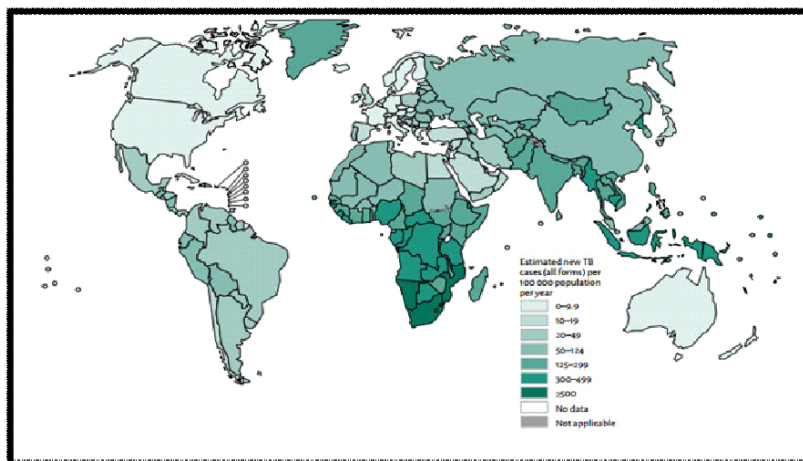 Estimated new TB
cases (all forms) per
100 000 population
per year
0–9.9
10–19
20–49
50–124
125–299
300–499
≥500
No data
Not applicable